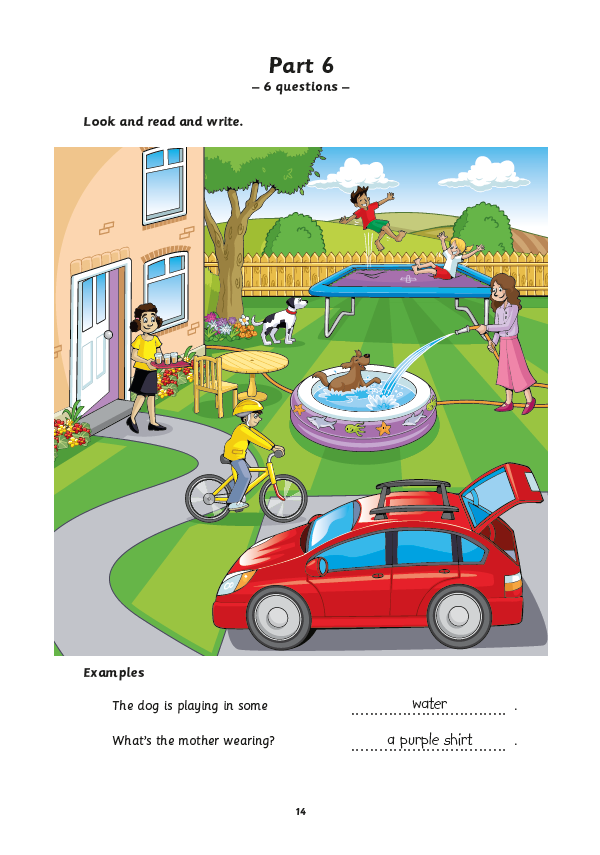 Part 6
– 6 questions –
Look and read and write.
Examples
The dog is playing in some water .
What's the mother wearing? a purple shirt .
14